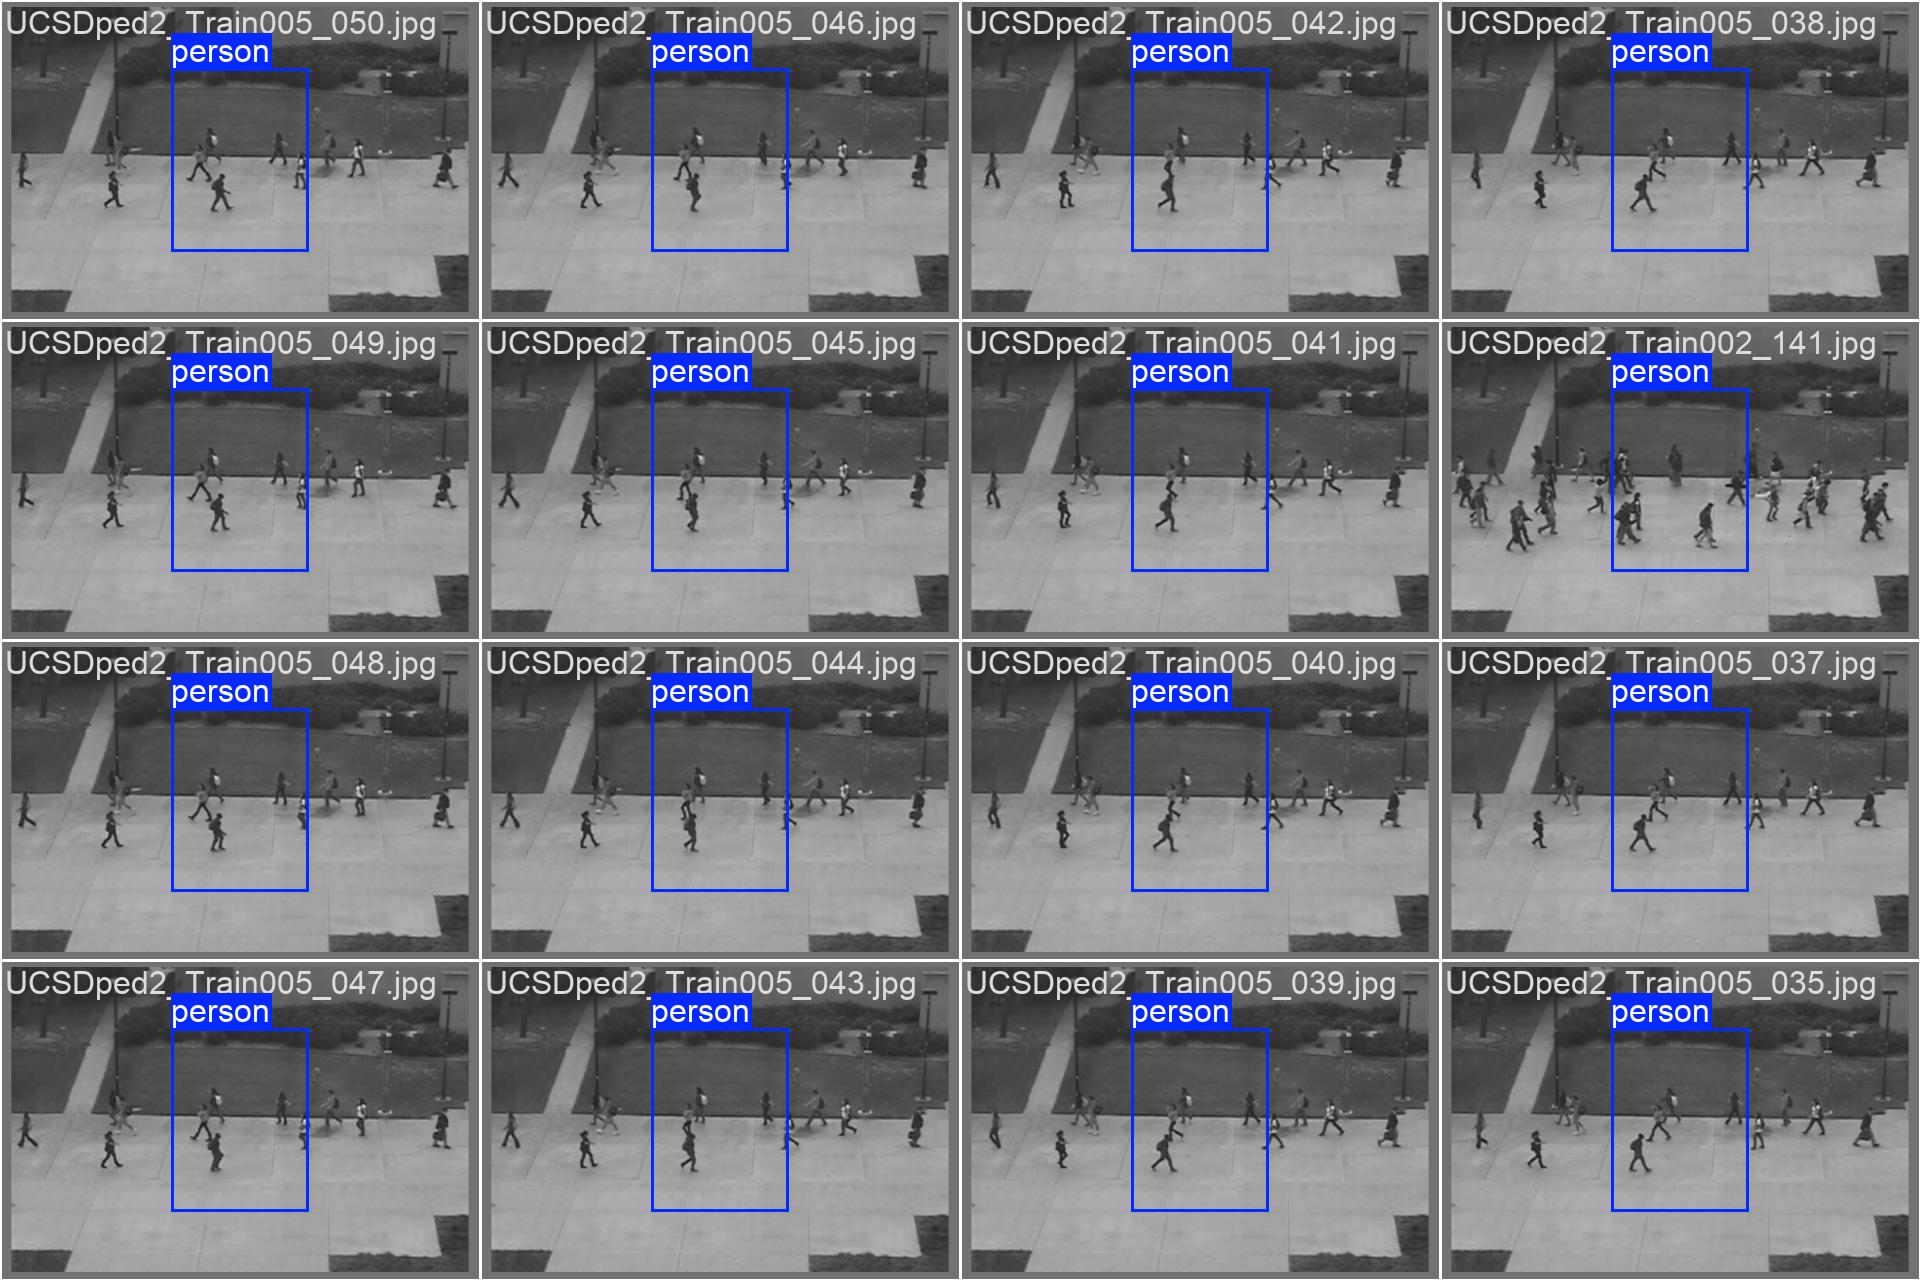 UCSDped2_Train005_050.jpg
person
UCSDped2_Train005_046.jpg
person
UCSDped2_Train005_042.jpg
person
UCSDped2_Train005_038.jpg
person
UCSDped2_Train005_049.jpg
person
UCSDped2_Train005_045.jpg
person
UCSDped2_Train005_041.jpg
person
UCSDped2_Train002_141.jpg
person
UCSDped2_Train005_048.jpg
person
UCSDped2_Train005_044.jpg
person
UCSDped2_Train005_040.jpg
person
UCSDped2_Train005_037.jpg
person
UCSDped2_Train005_047.jpg
person
UCSDped2_Train005_043.jpg
person
UCSDped2_Train005_039.jpg
person
UCSDped2_Train005_035.jpg
person